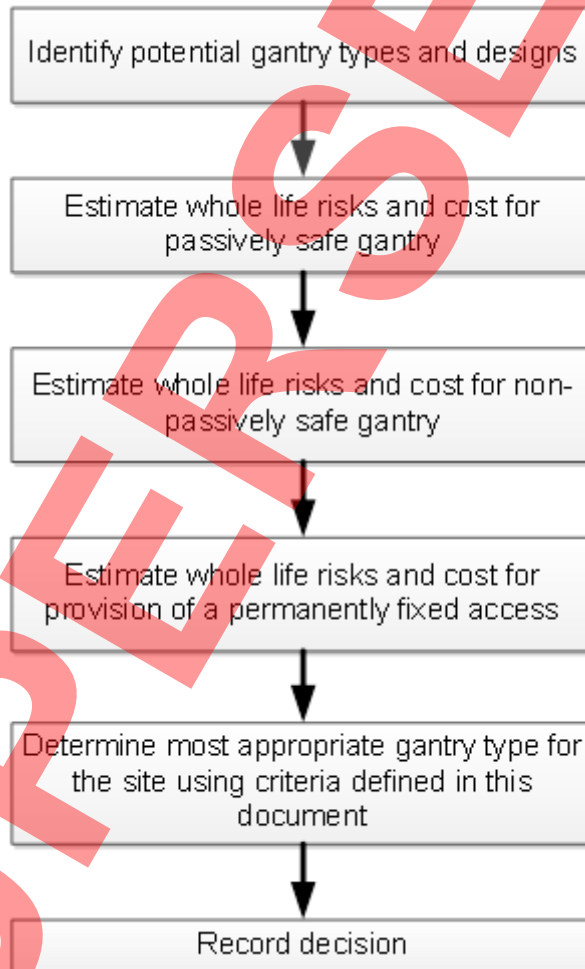 Identify potential gantry types and designs
Estimate whole life risks and cost for
passively safe gantry
Estimate whole life risks and cost for non-
passively safe gantry
Estimate whole life risks and cost for
provision of a permanently fixed access
Determine most appropriate gantry type for
the site using criteria defined in this
document
Record decision
PERSE